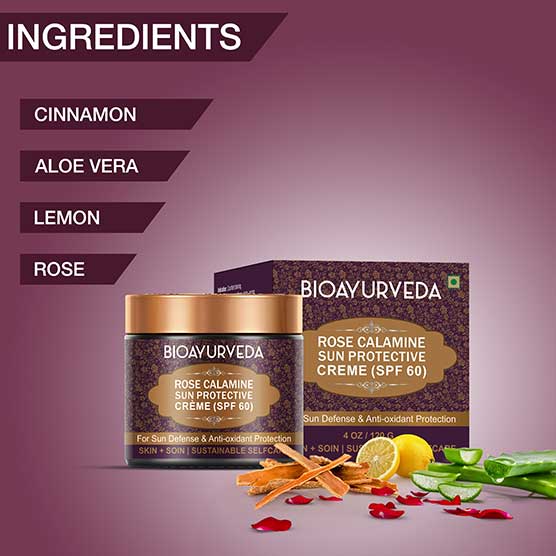 INGREDIENTS
CINNAMON
ALOE VERA
LEMON
ROSE
BIOAYURVEDA
ROSE CALAMINE
SUN PROTECTIVE
CREME (SPF 60)
Sun Defense & Anti-oxidant Protection
4 OZ / 120 G
BIOAYURVEDA
ROSE CALAMINE
SUN PROTECTIVE
CRÈME (SPF 60)
For Sun Defense & Anti-oxidant Protection
SKIN + SOIN | SUSTAINABLE SELFCARE